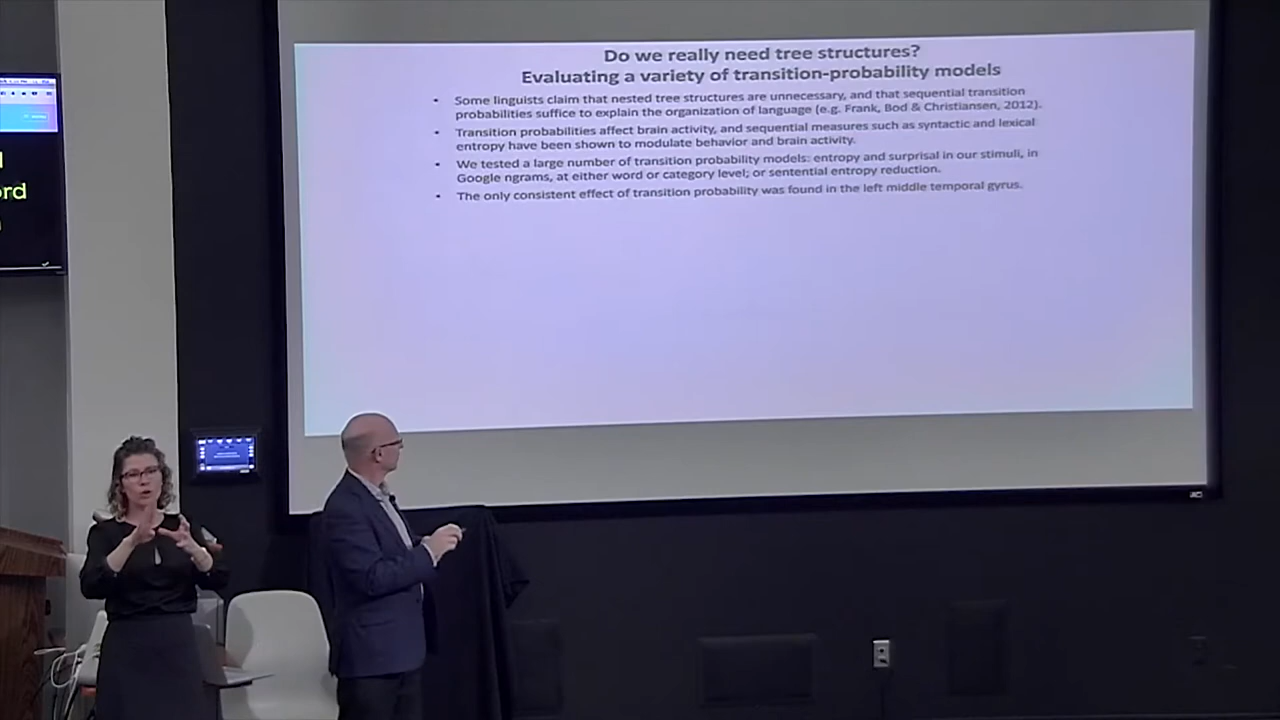 Do we really need tree structures?
Evaluating a variety of transition-probability models
• Some linguists claim that nested tree structures are unnecessary, and that sequential transition
probabilities suffice to explain the organization of language (e.g. Frank, Bod & Christiansen, 2012).
• Transition probabilities affect brain activity, and sequential measures such as syntactic and lexical
entropy have been shown to modulate behavior and brain activity.
• We tested a large number of transition probability models: entropy and surprisal in our stimuli, in
Google ngrams, at either word or category level; or sentential entropy reduction.
• The only consistent effect of transition probability was found in the left middle temporal gyrus.
ord